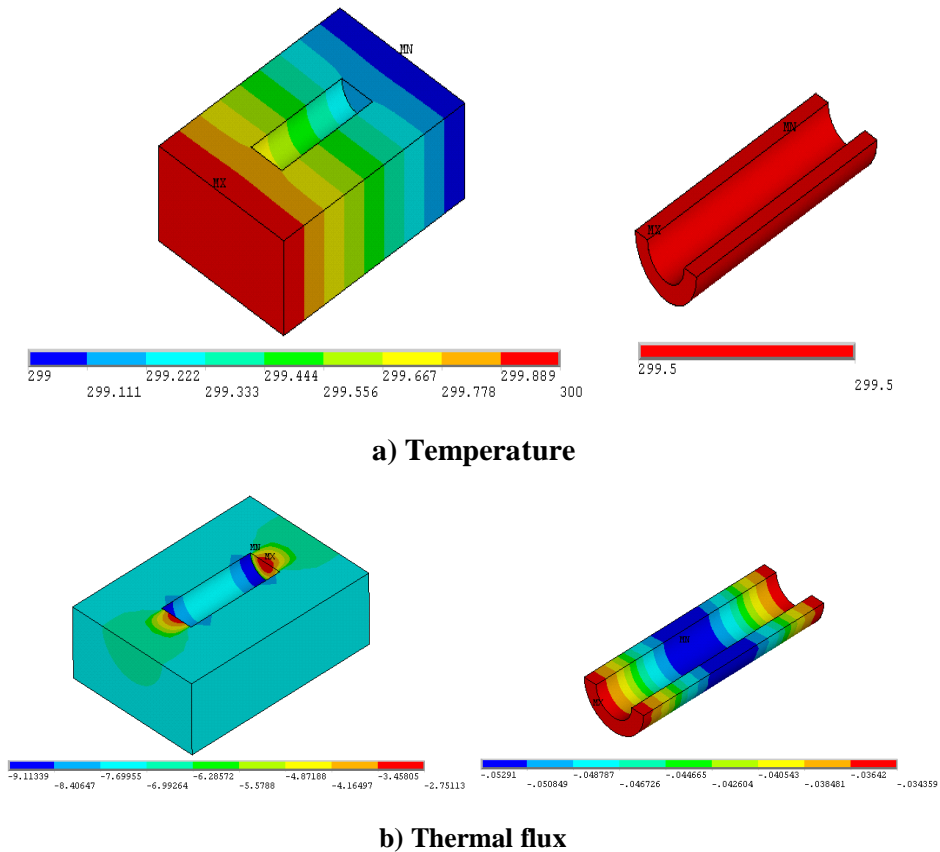 MN
MX
MN
MX
299 299.222 299.444 299.667 299.889
299.111 299.333 299.556 299.778 300
299.5
299.5
a) Temperature
MN
MX
MN
MX
-9.11339 -7.69955 -6.28572 -4.87188 -3.45805
-8.40647 -6.99264 -5.5788 -4.16497 -2.75113
-.05291 -.048787 -.044665 -.040543 -.03642
-.050849 -.046726 -.042604 -.038481 -.034359
b) Thermal flux